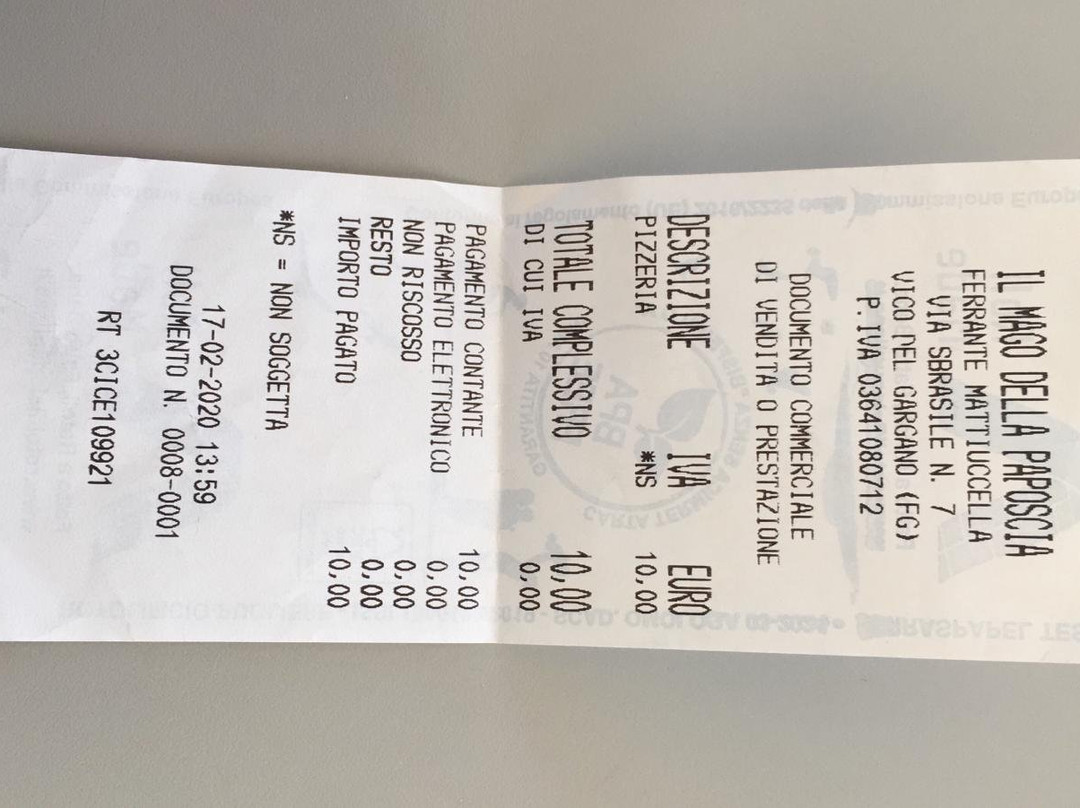 IL MAGO DELLA PAPOSCIA
FERRANTE MATTIUCCELLA
VIA SBRASILE N. 7
VICO DEL GARGANO (FG)
P.IVA 03641080712
DOCUMENTO COMMERCIALE
DI VENDITA O PRESTAZIONE
DESCRIZIONE IVA EURO
PIZZERIA *NS 10,00
TOTALE COMPLESSIVO 10,00
DI CUI IVA 0,00
PAGAMENTO CONTANTE 10,00
PAGAMENTO ELETTRONICO 0,00
NON RISCOSSO 0,00
RESTO 0,00
IMPORTO PAGATO 10,00
*NS = NON SOGGETTA
17-02-2020 13:59
DOCUMENTO N. 0008-0001
RT 3CICE109921